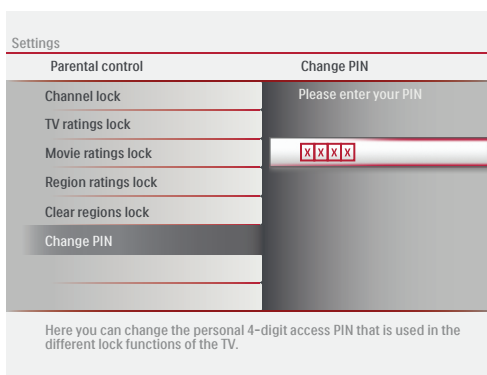 Settings
Parental control
Change PIN
Channel lock
Please enter your PIN
TV ratings lock
Movie ratings lock
X X X X
Region ratings lock
Clear regions lock
Change PIN
Here you can change the personal 4-digit access PIN that is used in the
different lock functions of the TV.